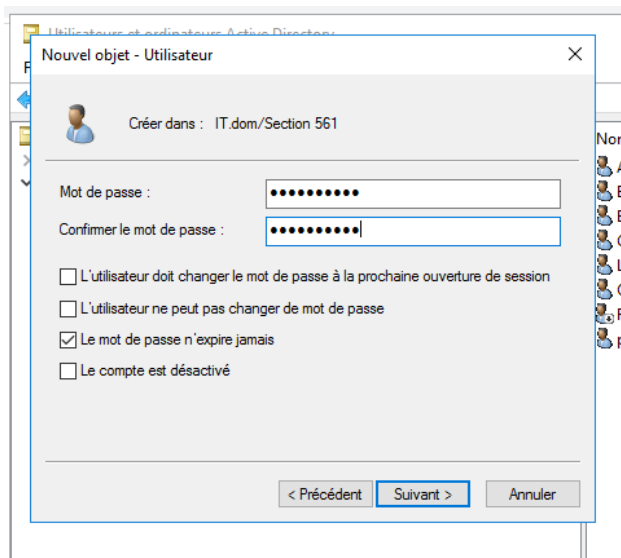 Utilisateurs et ordinateurs Active Directory
Nouvel objet - Utilisateur
Créer dans : IT.dom/Section 561
Mot de passe :
Confirmer le mot de passe :
L'utilisateur doit changer le mot de passe à la prochaine ouverture de session
L'utilisateur ne peut pas changer de mot de passe
Le mot de passe n'expire jamais
Le compte est désactivé
< Précédent
Suivant >
Annuler